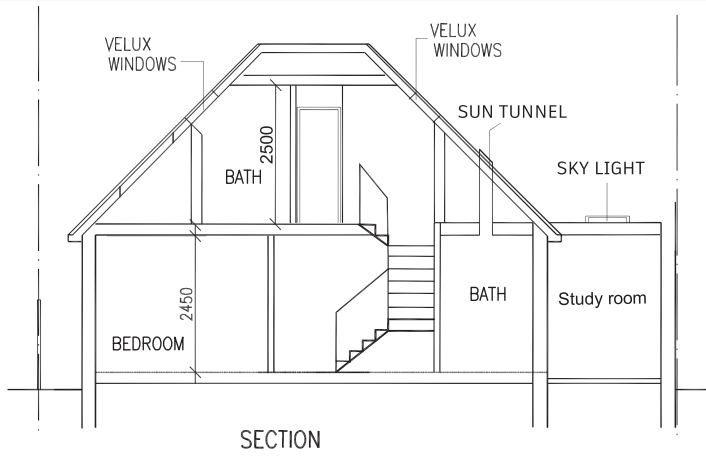 VELUX
WINDOWS
VELUX
WINDOWS
SUN TUNNEL
SKY LIGHT
2500
BATH
2450
BEDROOM
BATH
Study room
SECTION